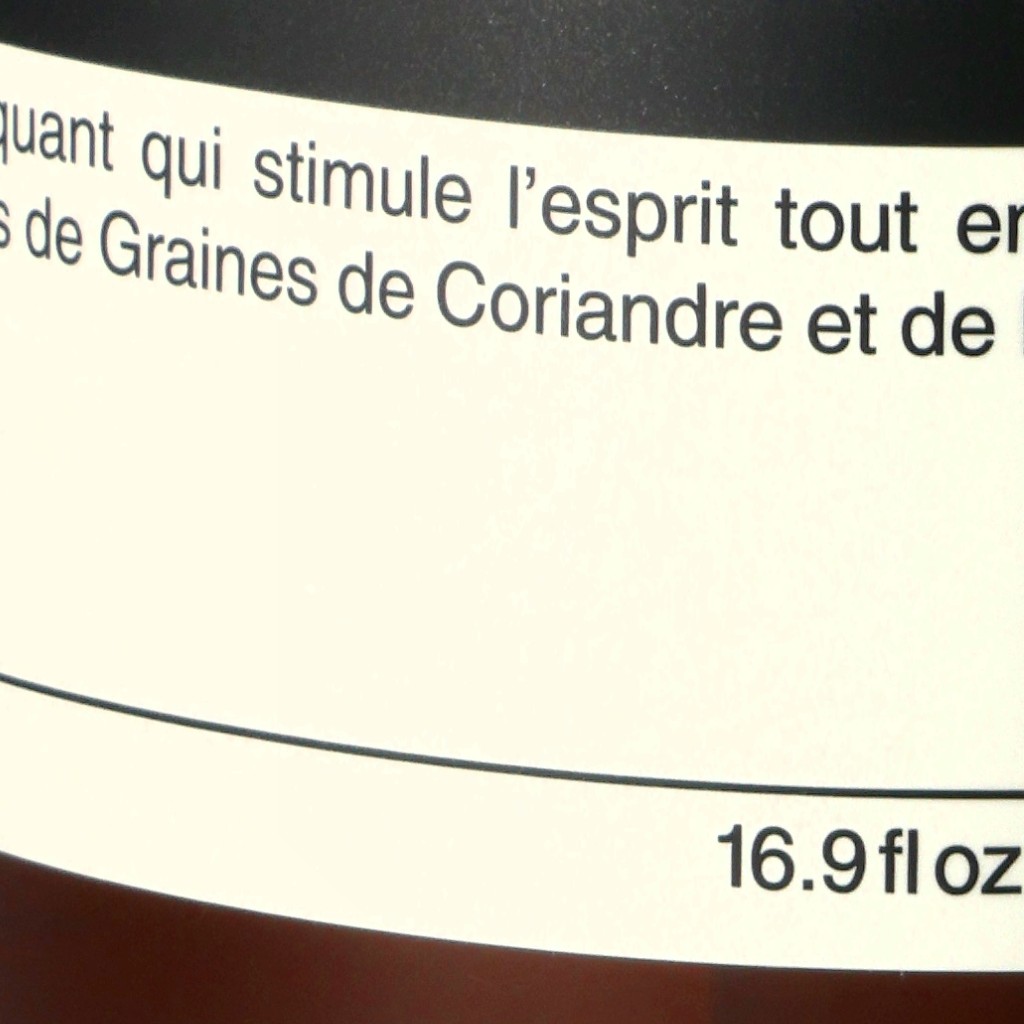 quant qui stimule l'esprit tout en
s de Graines de Coriandre et de
16.9 fl oz